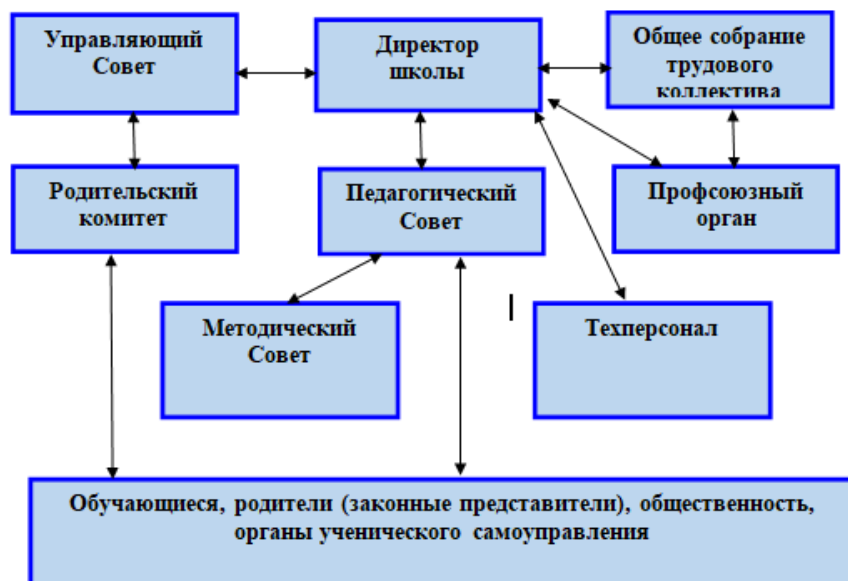 Управляющий
Совет
Директор
школы
Общее собрание
трудового
коллектива
Родительский
комитет
Педагогический
Совет
Профсоюзный
орган
Методический
Совет
Техперсонал
Обучающиеся, родители (законные представители), общественность,
органы ученического самоуправления